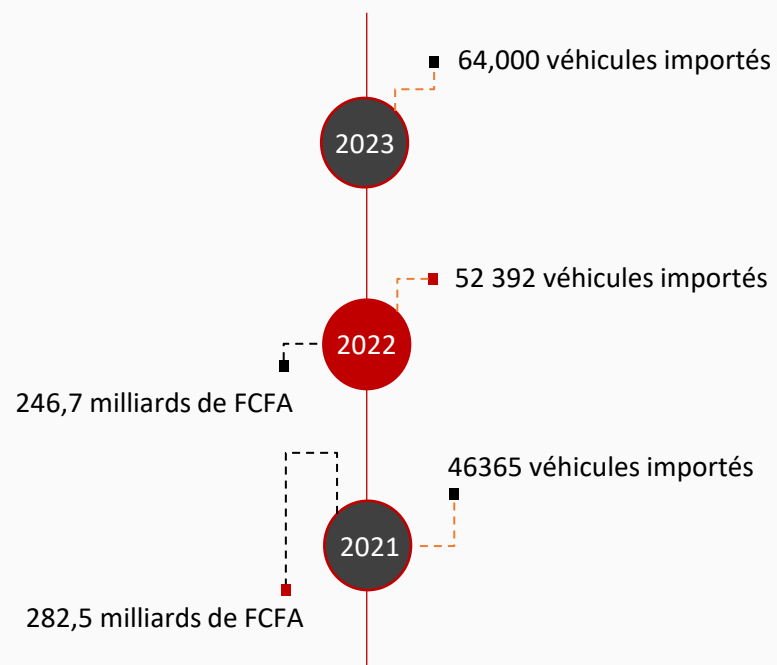 64,000 véhicules importés
2023
52 392 véhicules importés
2022
246,7 milliards de FCFA
46365 véhicules importés
2021
282,5 milliards de FCFA